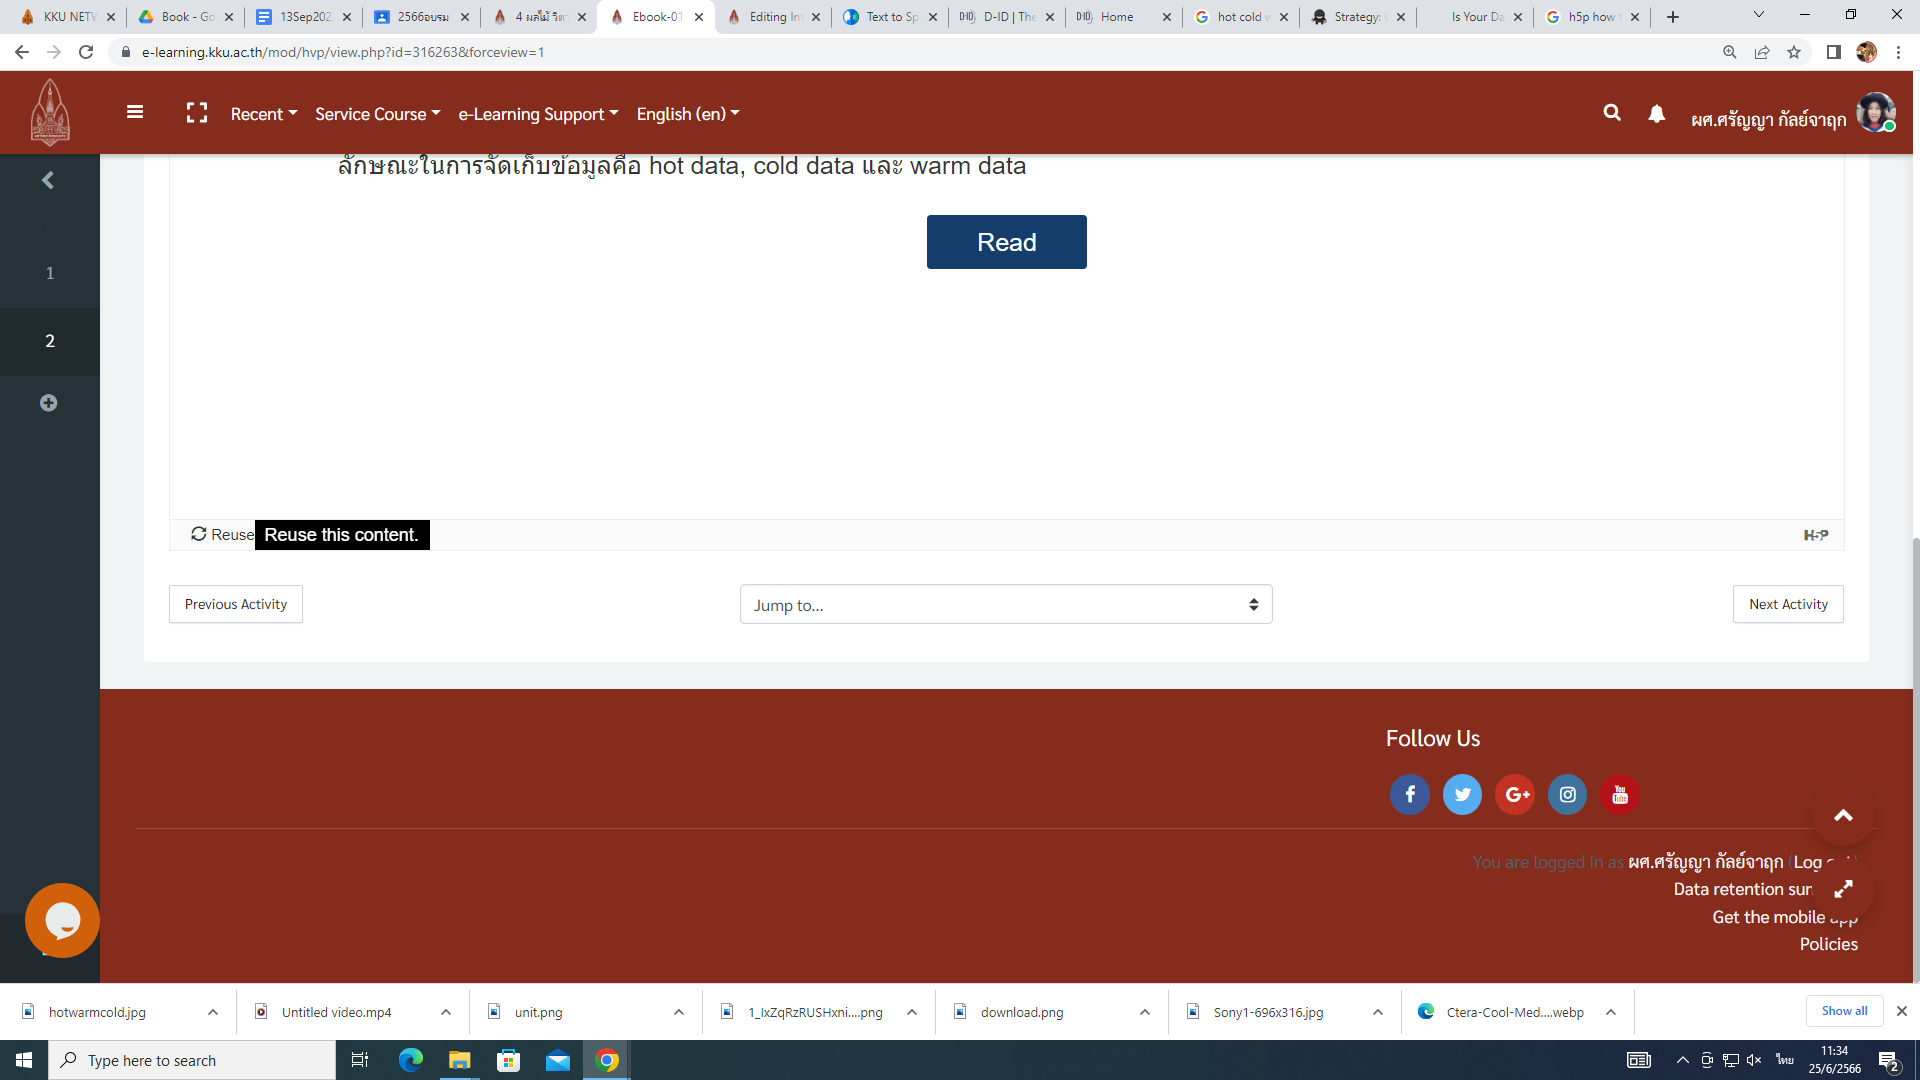 KKU NETW
Book - Go
13Sep202
2566อบรม
4 ผลไม้ วิตา
Ebook-01
Editing Int
Text to Sp
D-ID | The
Home
hot cold w
Strategy:
Is Your Da
h5p how t
e-learning.kku.ac.th/mod/hvp/view.php?id=316263&forceview=1
Recent
Service Course
e-Learning Support
English (en)
ผศ.ศรัญญา กัลย์จาฤก
ลักษณะในการจัดเก็บข้อมูลคือ hot data, cold data และ warm data
Read
1
2
Reuse
Reuse this content.
H5P
Previous Activity
Jump to...
Next Activity
Follow Us
You are logged in as ผศ.ศรัญญา กัลย์จาฤก (Log out)
Data retention sum
Get the mobile app
Policies
hotwarmcold.jpg
Untitled video.mp4
unit.png
1_IxZqRzRUSHxni....png
download.png
Sony1-696x316.jpg
Ctera-Cool-Med....webp
Show all
Type here to search
ไทย
11:34
25/6/2566
2